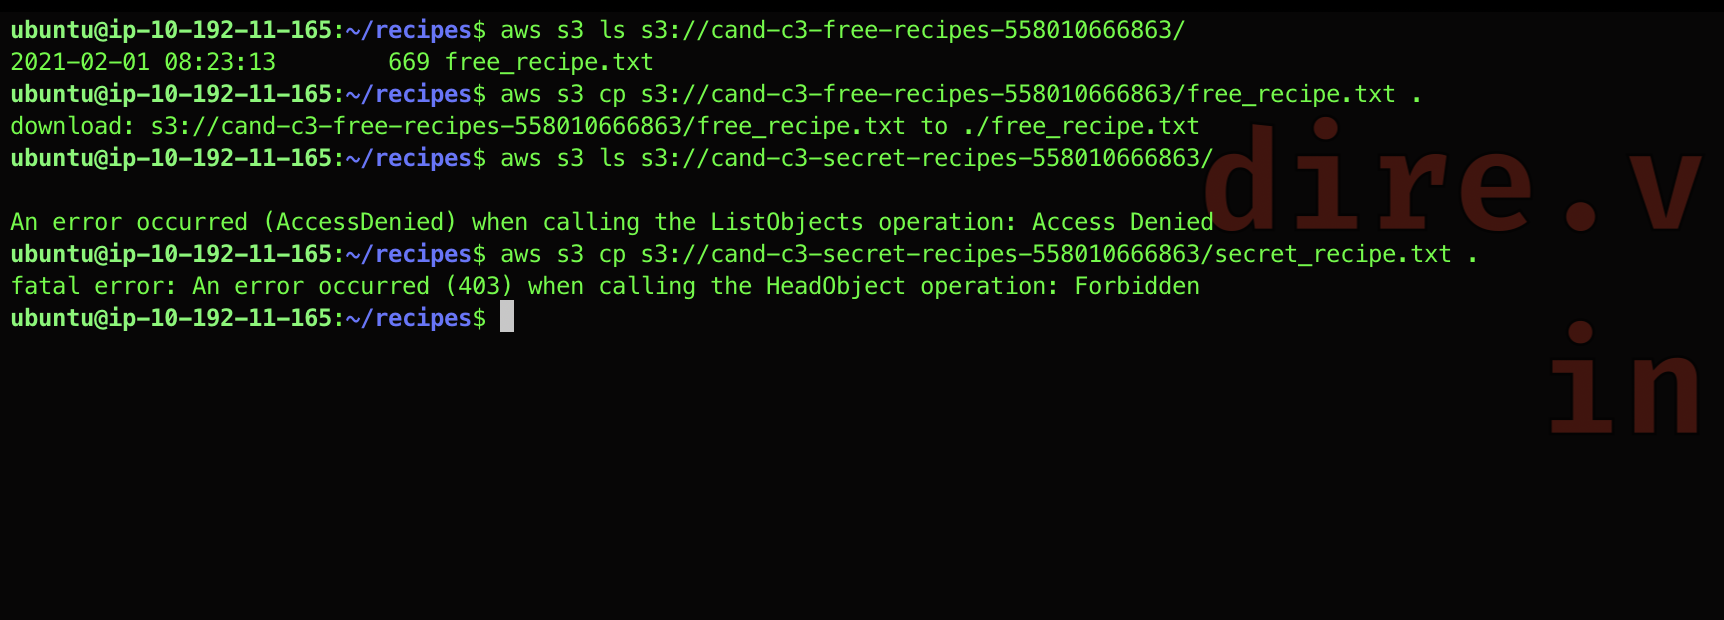 ubuntu@ip-10-192-11-165:~/recipes$ aws s3 ls s3://cand-c3-free-recipes-558010666863/
2021-02-01 08:23:13        669 free_recipe.txt
ubuntu@ip-10-192-11-165:~/recipes$ aws s3 cp s3://cand-c3-free-recipes-558010666863/free_recipe.txt .
download: s3://cand-c3-free-recipes-558010666863/free_recipe.txt to ./free_recipe.txt
ubuntu@ip-10-192-11-165:~/recipes$ aws s3 ls s3://cand-c3-secret-recipes-558010666863/
An error occurred (AccessDenied) when calling the ListObjects operation: Access Denied
ubuntu@ip-10-192-11-165:~/recipes$ aws s3 cp s3://cand-c3-secret-recipes-558010666863/secret_recipe.txt .
fatal error: An error occurred (403) when calling the HeadObject operation: Forbidden
ubuntu@ip-10-192-11-165:~/recipes$
dire.v
in